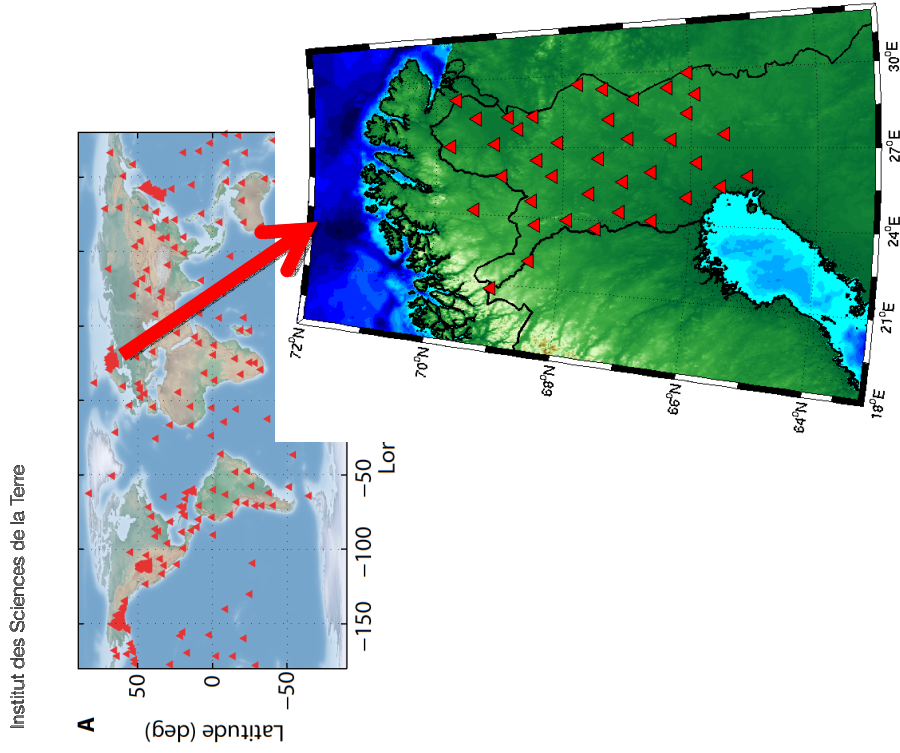 Institut des Sciences de la Terre
A
Latitude (deg)
50
0
−50
−150
−100
−50
Lor
72°N
70°N
68°N
66°N
64°N
18°E
21°E
24°E
27°E
30°E